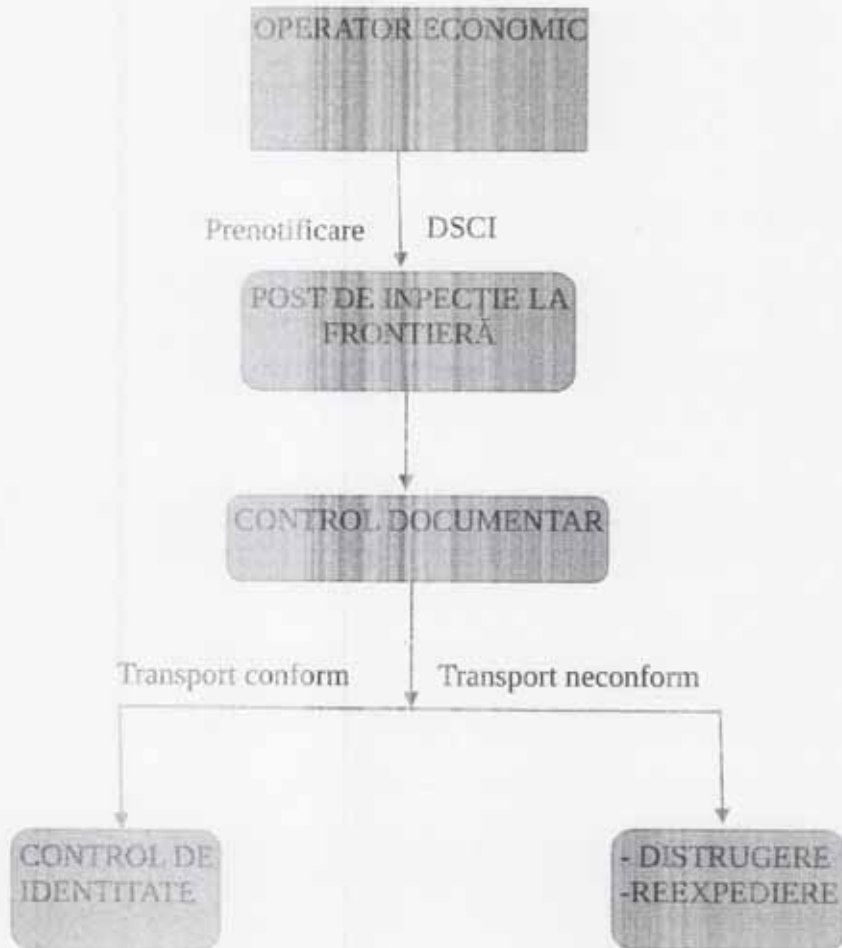 OPERATOR ECONOMIC
Prenotificare DSCI
POST DE INPECȚIE LA
FRONTIERĂ
CONTROL DOCUMENTAR
Transport conform Transport neconform
CONTROL DE
IDENTITATE
- DISTRUGERE
-REEXPEDIERE